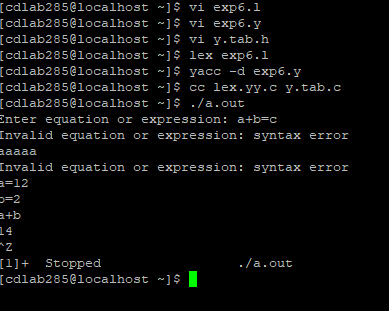 [cdlab285@localhost ~]$ vi exp6.l
[cdlab285@localhost ~]$ vi exp6.y
[cdlab285@localhost ~]$ vi y.tab.h
[cdlab285@localhost ~]$ lex exp6.l
[cdlab285@localhost ~]$ yacc -d exp6.y
[cdlab285@localhost ~]$ cc lex.yy.c y.tab.c
[cdlab285@localhost ~]$ ./a.out
Enter equation or expression: a+b=c
Invalid equation or expression: syntax error
aaaaa
Invalid equation or expression: syntax error
a=12
b=2
a+b
14
^Z
[1]+  Stopped                 ./a.out
[cdlab285@localhost ~]$